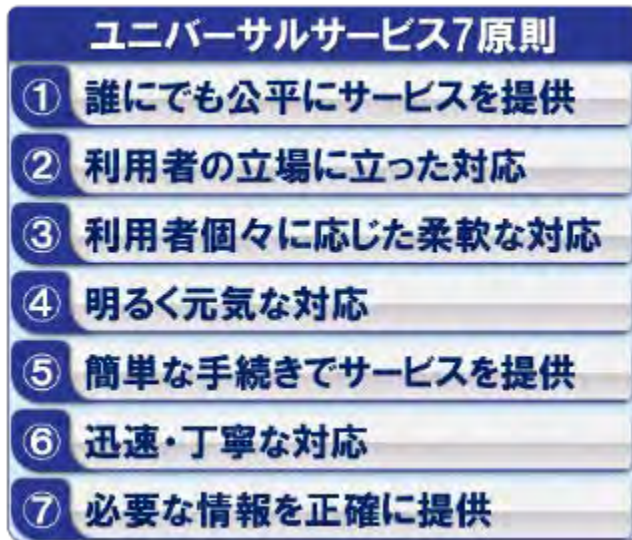 ユニバーサルサービス7原則
① 誰にでも公平にサービスを提供
② 利用者の立場に立った対応
③ 利用者個々に応じた柔軟な対応
④ 明るく元気な対応
⑤ 簡単な手続きでサービスを提供
⑥ 迅速・丁寧な対応
⑦ 必要な情報を正確に提供